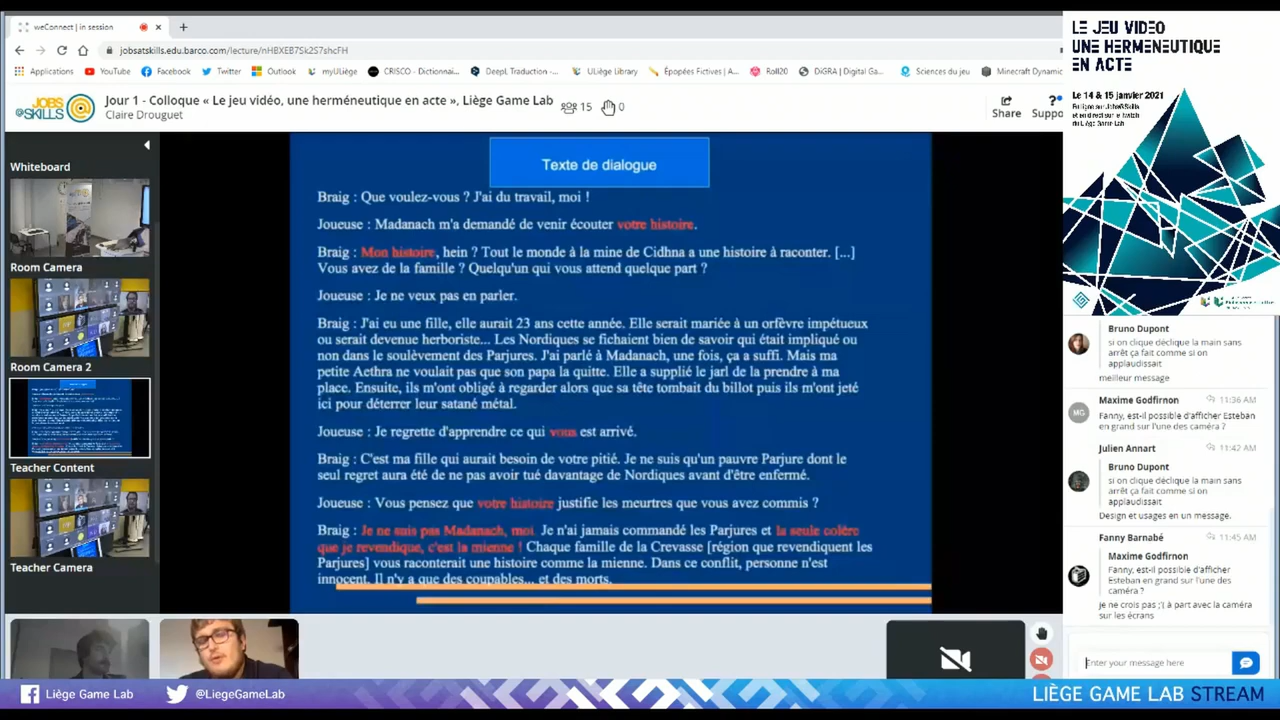 weConnect | in session
jobsatskills.edu.barco.com/lecture/nHBXEB7Sk2S7shcFH
Applications YouTube Facebook Twitter Outlook myULiège CRISCO - Dictionnai... DeepL Traduction -... ULiège Library Épopées Fictives | A... Roll20 DiGRA | Digital Ga... Sciences du jeu Minecraft Dynamic
JOBS
@SKILLS
Jour 1 - Colloque « Le jeu vidéo, une herméneutique en acte », Liège Game Lab
Claire Drouguet
15
0
Share
Suppo
Whiteboard
Room Camera
Room Camera 2
Teacher Content
Teacher Camera
Texte de dialogue
Braig : Que voulez-vous ? J'ai du travail, moi !
Joueuse : Madanach m'a demandé de venir écouter votre histoire.
Braig : Mon histoire, hein ? Tout le monde à la mine de Cidhna a une histoire à raconter. [...]
Vous avez de la famille ? Quelqu'un qui vous attend quelque part ?
Joueuse : Je ne veux pas en parler.
Braig : J'ai eu une fille, elle aurait 23 ans cette année. Elle serait mariée à un orfèvre impétueux
ou serait devenue herboriste... Les Nordiques se fichaient bien de savoir qui était impliqué ou
non dans le soulèvement des Parjures. J'ai parlé à Madanach, une fois, ça a suffi. Mais ma
petite Aethra ne voulait pas que son papa la quitte. Elle a supplié le jarl de la prendre à ma
place. Ensuite, ils m'ont obligé à regarder alors que sa tête tombait du billot puis ils m'ont jeté
ici pour déterrer leur satané métal.
Joueuse : Je regrette d'apprendre ce qui vous est arrivé.
Braig : C'est ma fille qui aurait besoin de votre pitié. Je ne suis qu'un pauvre Parjure dont le
seul regret aura été de ne pas avoir tué davantage de Nordiques avant d'être enfermé.
Joueuse : Vous pensez que votre histoire justifie les meurtres que vous avez commis ?
Braig : Je ne suis pas Madanach, moi Je n'ai jamais commandé les Parjures et la seule colère
que je revendique, c'est la mienne ! Chaque famille de la Crevasse [région que revendiquent les
Parjures] vous raconterait une histoire comme la mienne. Dans ce conflit, personne n'est
innocent. Il n'y a que des coupables... et des morts.
LE JEU VIDEO
UNE HERMENEUTIQUE
EN ACTE
Le 14 & 15 janvier 2021
En ligne sur Jobs@Skills
et en direct sur le Twitch
du Liège Game Lab
Bruno Dupont
si on clique déclique la main sans
arrêt ça fait comme si on
applaudissait
meilleur message
MG
Maxime Godfirnon 11:36 AM
Fanny, est-il possible d'afficher Esteban
en grand sur l'une des caméra ?
Julien Annart 11:42 AM
Bruno Dupont
si on clique déclique la main sans
arrêt ça fait comme si on
applaudissait
Design et usages en un message.
Fanny Barnabé 11:45 AM
Maxime Godfirnon
Fanny, est-il possible d'afficher
Esteban en grand sur l'une des
caméra ?
je ne crois pas ;'( à part avec la caméra
sur les écrans
Enter your message here
Liège Game Lab
@LiegeGameLab
LIÈGE GAME LAB STREAM